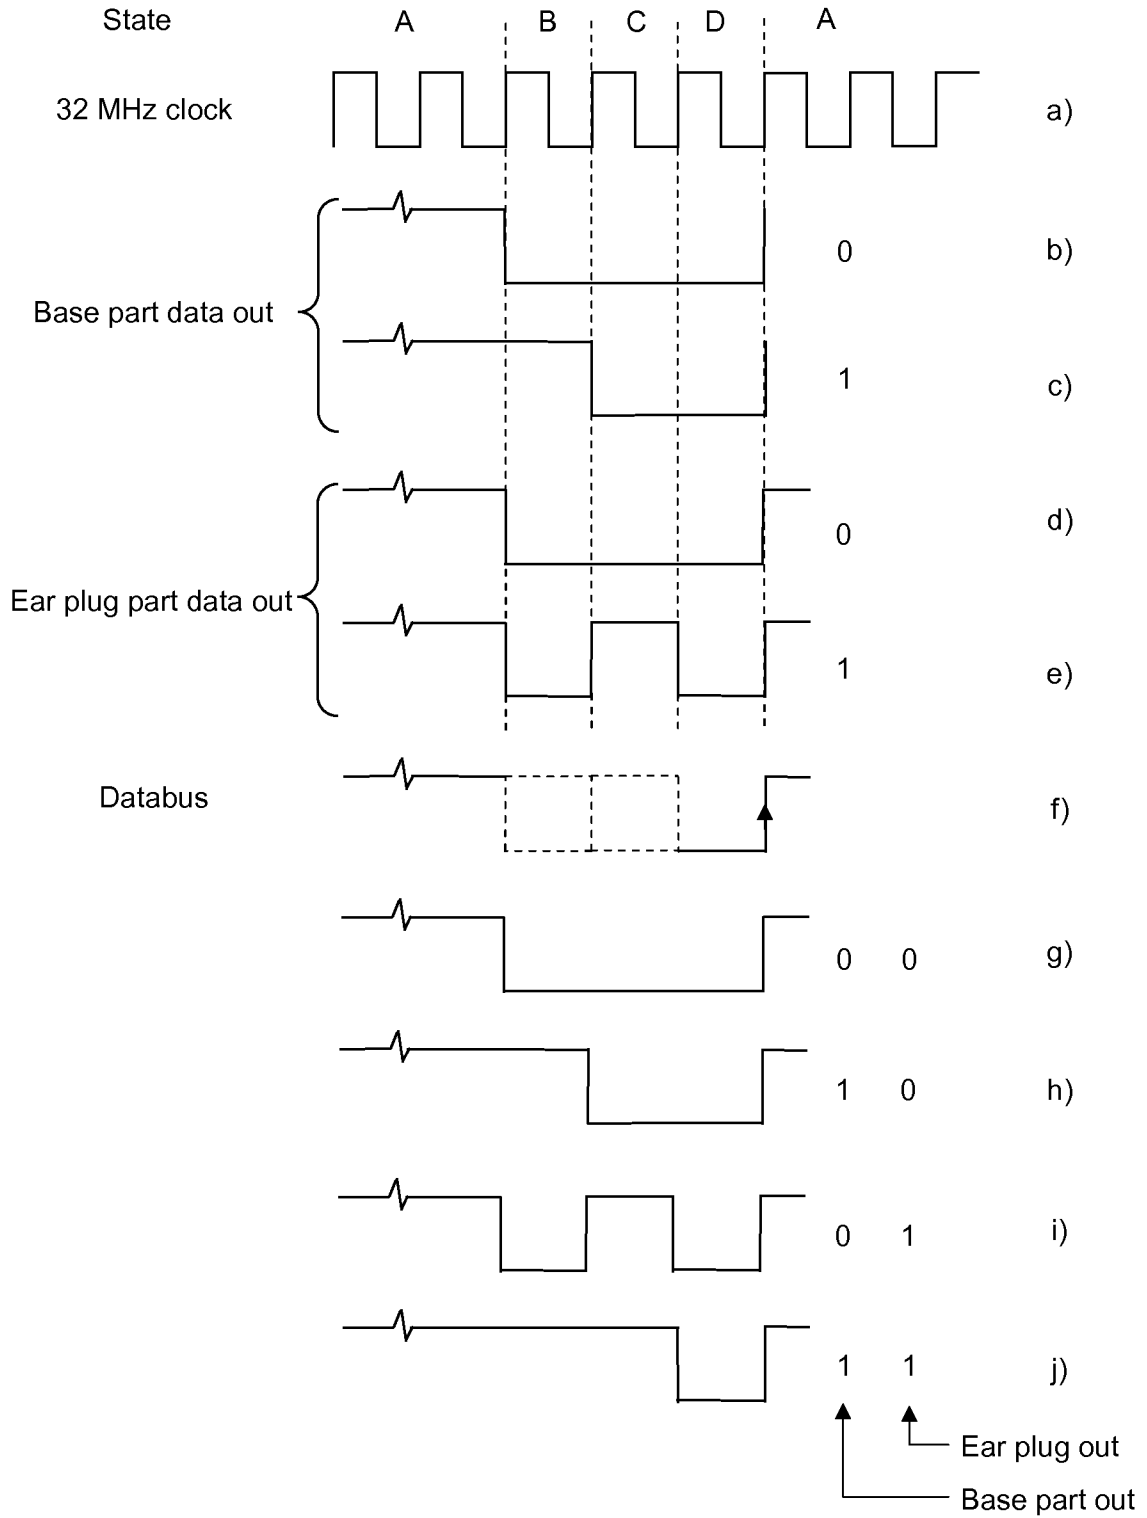 State A B C D A
32 MHz clock a)
0 b)
Base part data out
1 c)
0 d)
Ear plug part data out
1 e)
Databus f)
0 0 g)
1 0 h)
0 1 i)
1 1 j)
Ear plug out
Base part out